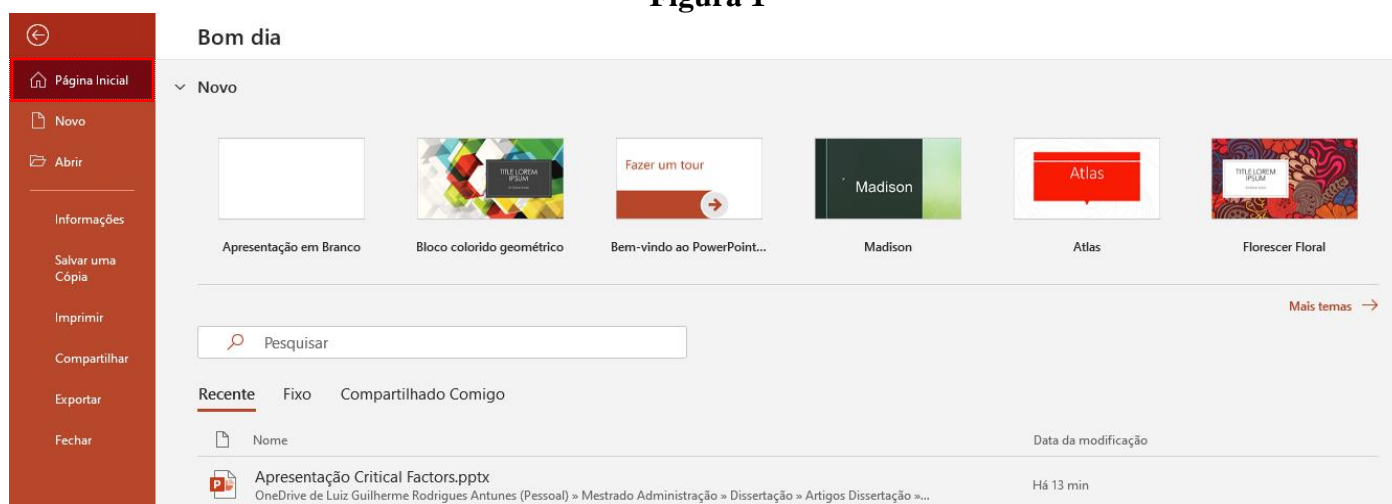 Figura 1
Bom dia
Página Inicial
Novo
Novo
Abrir
TITLE LOREM
IPSUM
Fazer um tour
Madison
Atlas
TITLE LOREM
IPSUM
Informações
Apresentação em Branco
Bloco colorido geométrico
Bem-vindo ao PowerPoint...
Madison
Atlas
Florescer Floral
Salvar uma
Cópia
Imprimir
Mais temas
Pesquisar
Compartilhar
Recente Fixo Compartilhado Comigo
Exportar
Fechar
Nome
Data da modificação
Apresentação Critical Factors.pptx
OneDrive de Luiz Guilherme Rodrigues Antunes (Pessoal) » Mestrado Administração » Dissertação » Artigos Dissertação »...
Há 13 min